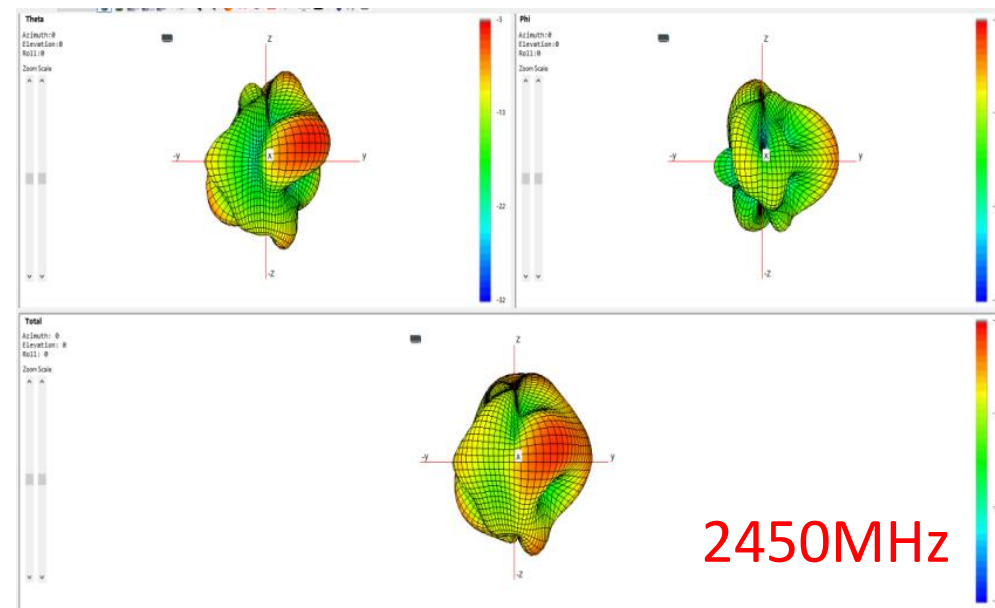 Theta
Azimuth:0
Elevation:0
Roll:0
Zoom Scale
Z
-y
X
y
-Z
-3
-13
-22
-32
Phi
Azimuth:0
Elevation:0
Roll:0
Zoom Scale
Z
-y
X
y
-Z
Total
Azimuth: 0
Elevation: 0
Roll: 0
Zoom Scale
Z
-y
X
y
-Z
2450MHz